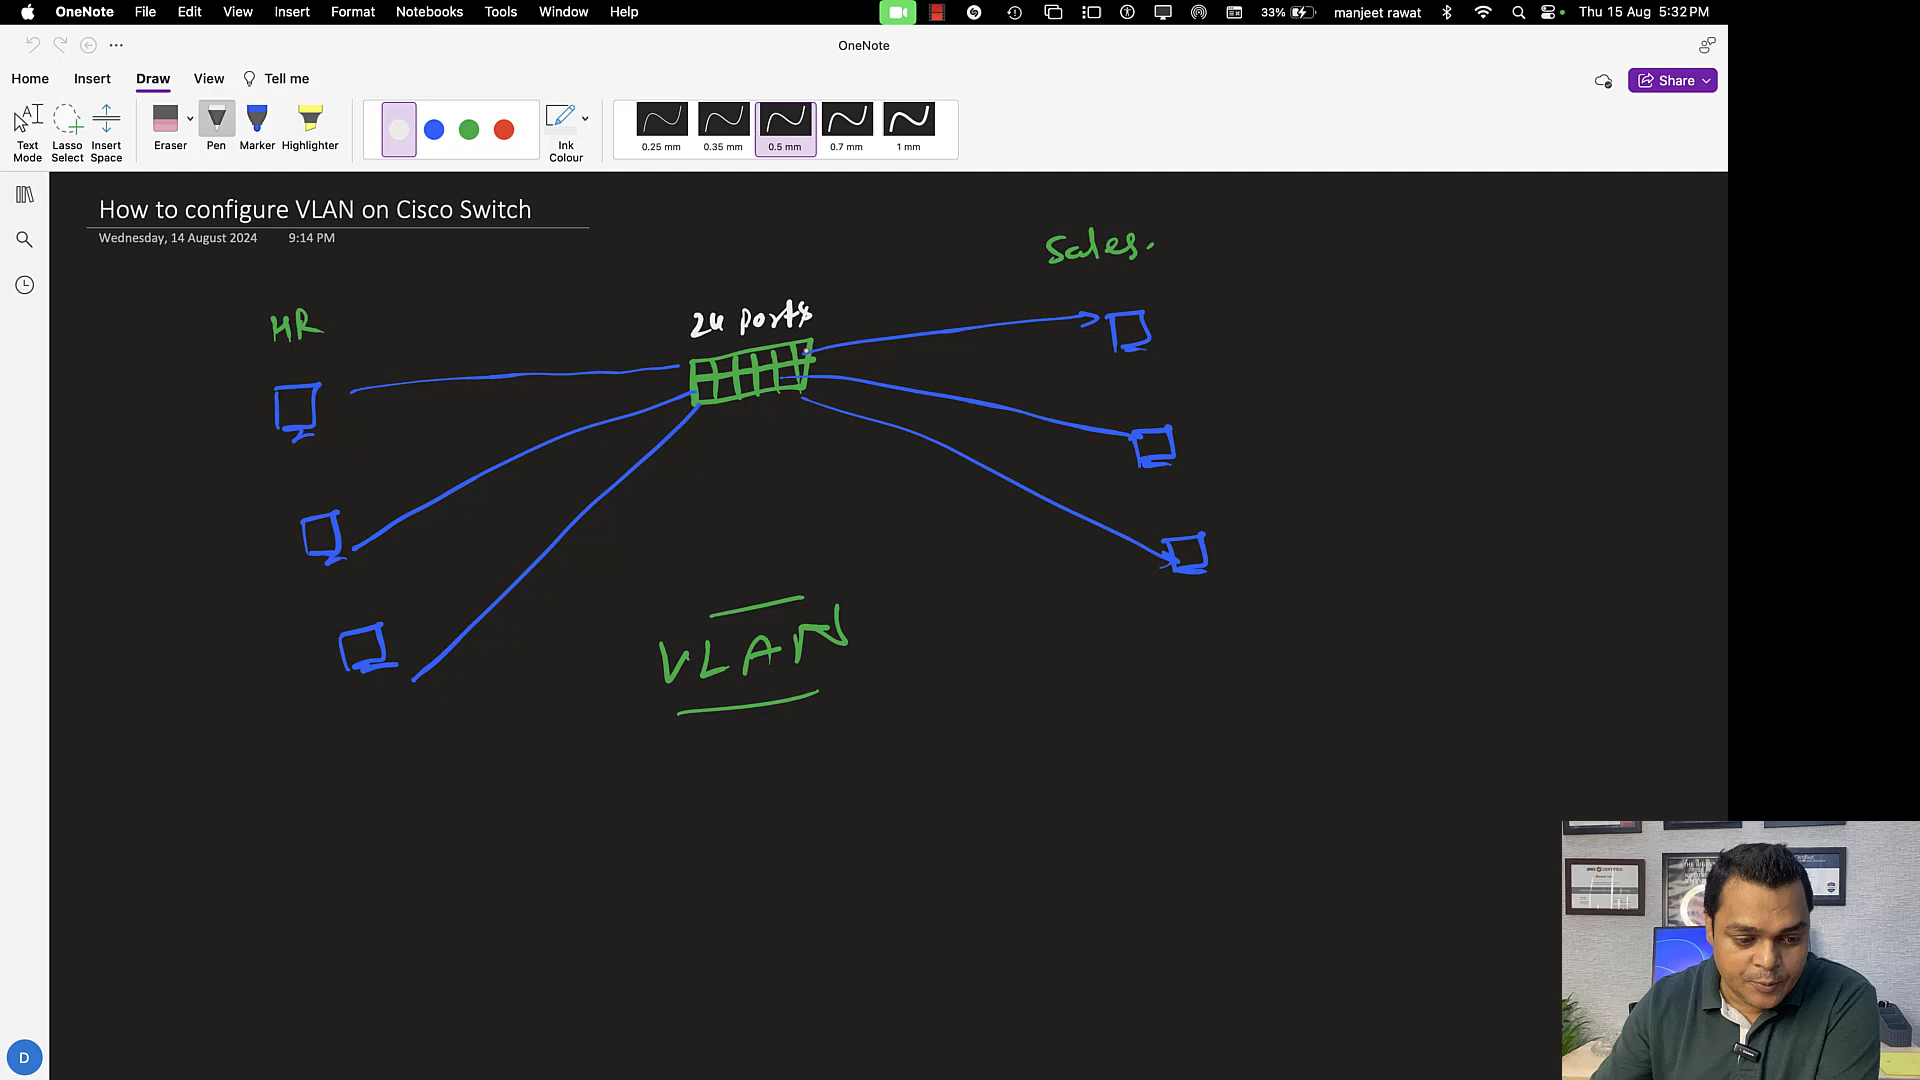 OneNote File Edit View Insert Format Notebooks Tools Window Help 33% manjeet rawat Thu 15 Aug 5:32 PM
OneNote
Home Insert Draw View Tell me Share
Text Mode Lasso Select Insert Space Eraser Pen Marker Highlighter Ink Colour 0.25 mm 0.35 mm 0.5 mm 0.7 mm 1 mm
How to configure VLAN on Cisco Switch
Wednesday, 14 August 2024 9:14 PM
Sales.
HR
24 ports
VLAN
D